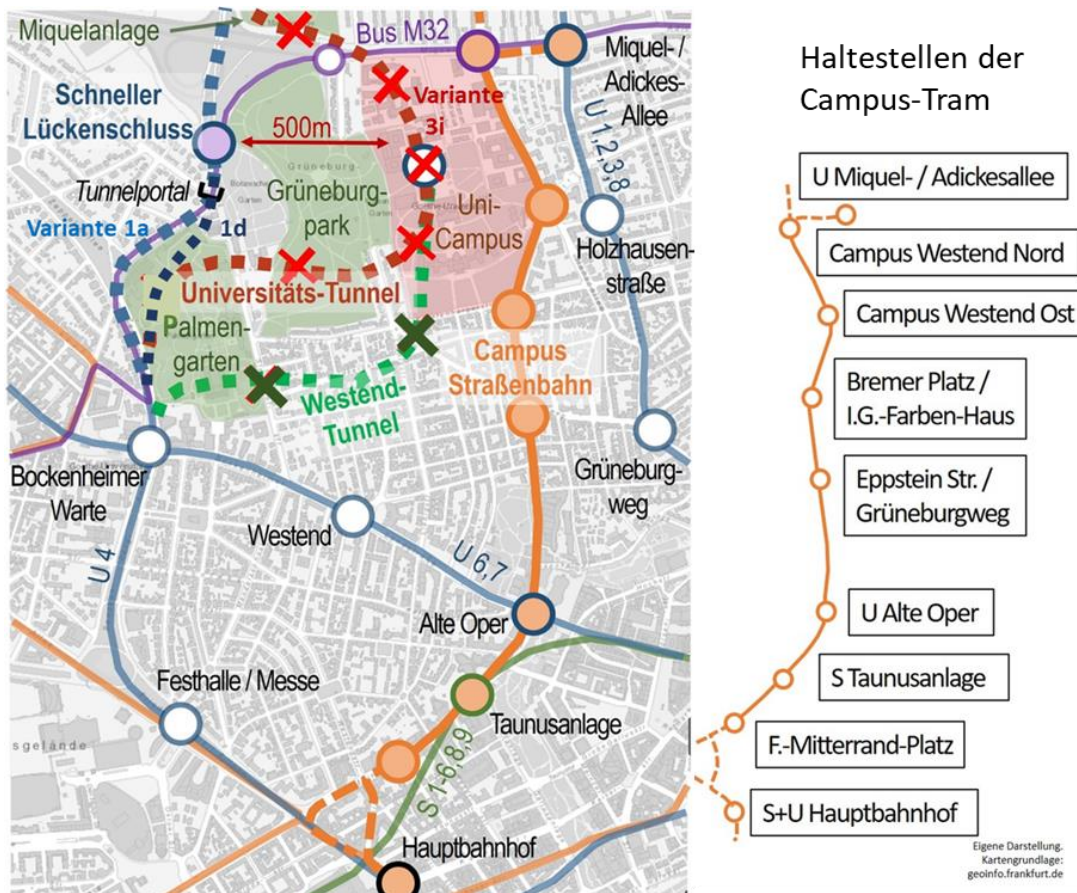 Miquelanlage
Bus M32
Miquel- /
Adickes-
Allee
Schneller
Lückenschluss
Variante
3i
500m
U 1,2,3,8
Tunnelportal
Grüneburg-
park
Uni-
Campus
Variante 1a
1d
Holzhausen-
straße
Universitäts-Tunnel
Palmen-
garten
Campus
Straßenbahn
Westend-
Tunnel
Bockenheimer
Warte
Grüneburg-
weg
Westend
U 4
U 6,7
Alte Oper
Festhalle / Messe
Taunusanlage
S 1-6,8,9
Hauptbahnhof
Haltestellen der
Campus-Tram
U Miquel- / Adickesallee
Campus Westend Nord
Campus Westend Ost
Bremer Platz /
I.G.-Farben-Haus
Eppstein Str. /
Grüneburgweg
U Alte Oper
S Taunusanlage
F.-Mitterrand-Platz
S+U Hauptbahnhof
Eigene Darstellung.
Kartengrundlage:
geoinfo.frankfurt.de